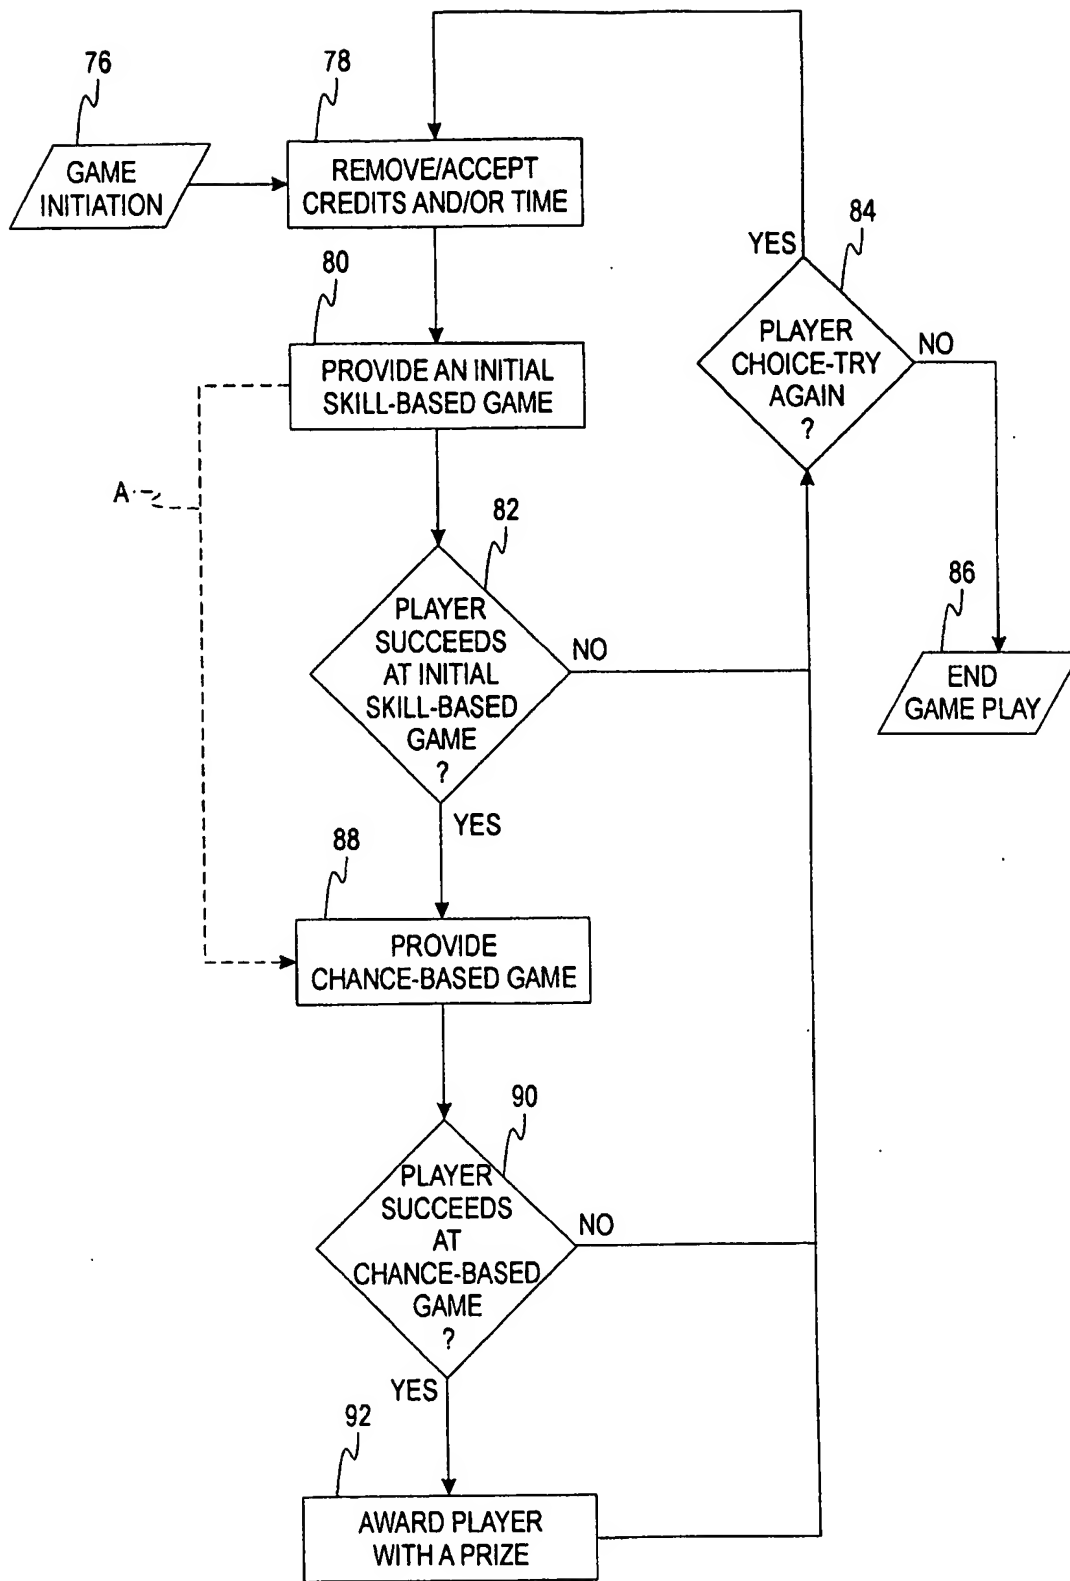 76
GAME
INITIATION
78
REMOVE/ACCEPT
CREDITS AND/OR TIME
80
PROVIDE AN INITIAL
SKILL-BASED GAME
A
82
PLAYER
SUCCEEDS
AT INITIAL
SKILL-BASED
GAME
?
NO
YES
84
YES
PLAYER
CHOICE-TRY
AGAIN
?
NO
86
END
GAME PLAY
88
PROVIDE
CHANCE-BASED GAME
90
PLAYER
SUCCEEDS
AT
CHANCE-BASED
GAME
?
NO
YES
92
AWARD PLAYER
WITH A PRIZE